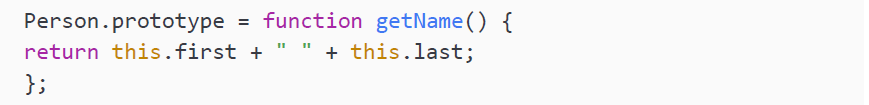 Person.prototype = function getName() {
return this.first + " " + this.last;
};